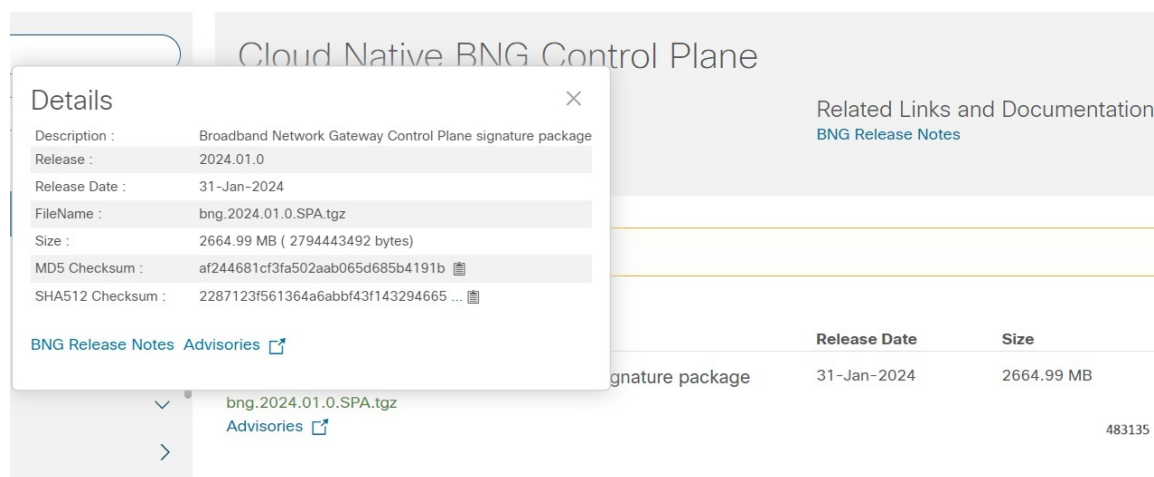 Cloud Native BNG Control Plane
Details
Description : Broadband Network Gateway Control Plane signature package
Release : 2024.01.0
Release Date : 31-Jan-2024
FileName : bng.2024.01.0.SPA.tgz
Size : 2664.99 MB ( 2794443492 bytes)
MD5 Checksum : af244681cf3fa502aab065d685b4191b
SHA512 Checksum : 2287123f561364a6abbf43f143294665 ...
BNG Release Notes Advisories
Related Links and Documentation
BNG Release Notes
Release Date Size
gnature package 31-Jan-2024 2664.99 MB
bng.2024.01.0.SPA.tgz
Advisories
483135